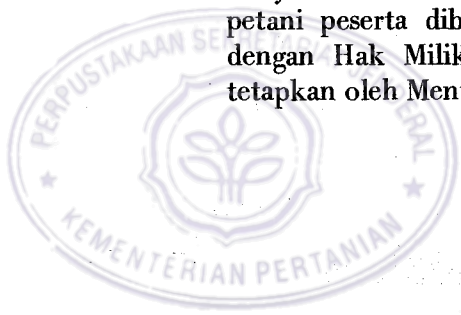 petani peserta dib
dengan Hak Milik
tetapkan oleh Men
PERPUSTAKAAN SEKRETARIAT JENDERAL
KEMENTERIAN PERTANIAN